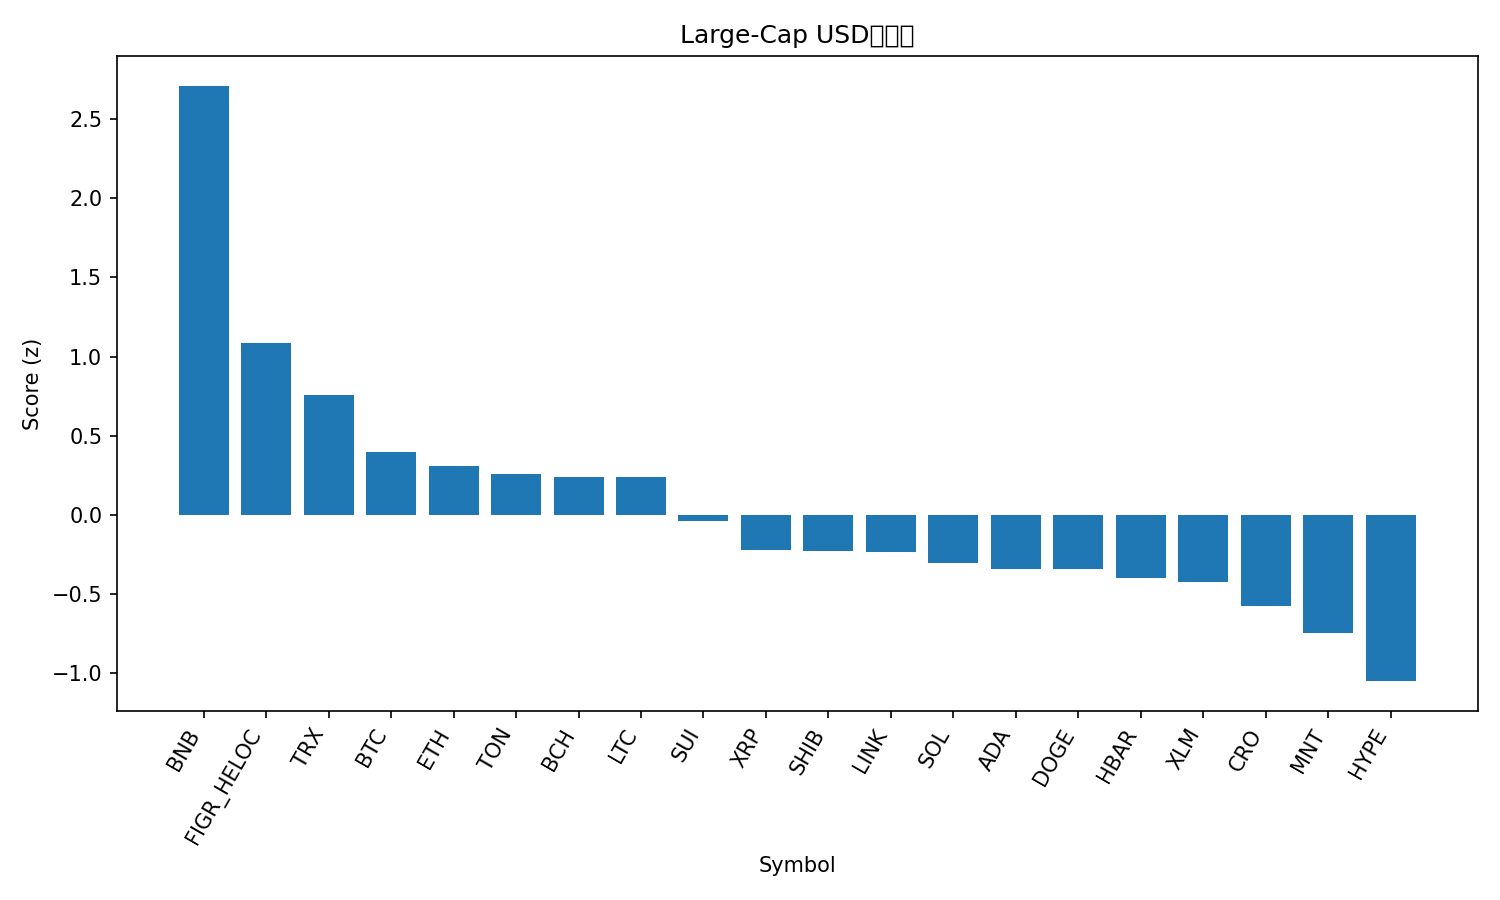 Large-Cap USD
Score (z)
2.5
2.0
1.5
1.0
0.5
0.0
−0.5
−1.0
BNB
FIGR_HELOC
TRX
BTC
ETH
TON
BCH
LTC
SUI
XRP
SHIB
LINK
SOL
ADA
DOGE
HBAR
XLM
CRO
MNT
HYPE
Symbol